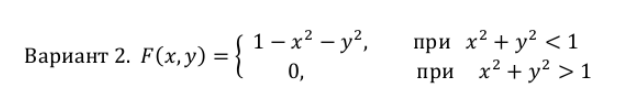 Вариант 2. F(x, y) = { 1 − x² − y², при x² + y² < 1
0, при x² + y² > 1